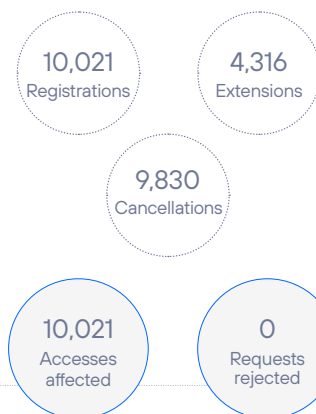 10,021
Registrations
4,316
Extensions
9,830
Cancellations
10,021
Accesses
affected
0
Requests
rejected